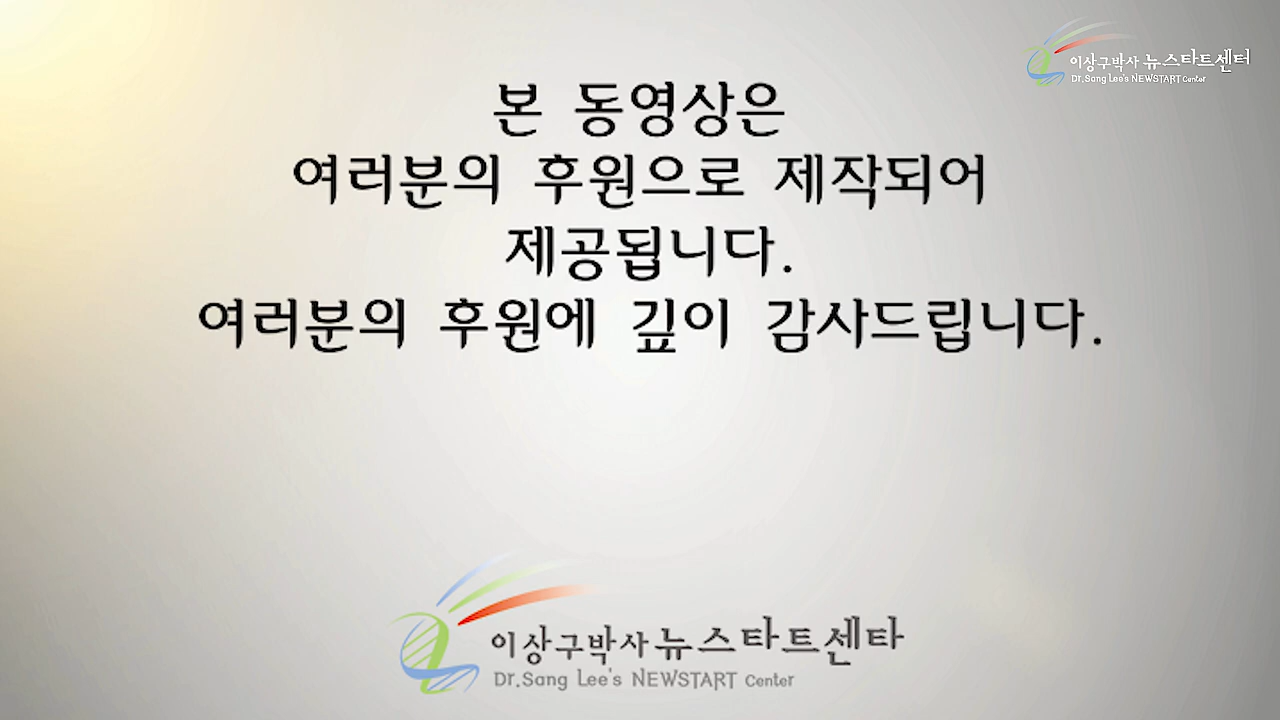 이상구박사 뉴스타트센터
Dr.Sang Lee's NEWSTART Center
본 동영상은
여러분의 후원으로 제작되어
제공됩니다.
여러분의 후원에 깊이 감사드립니다.
이상구박사 뉴스타트센타
Dr.Sang Lee's NEWSTART Center